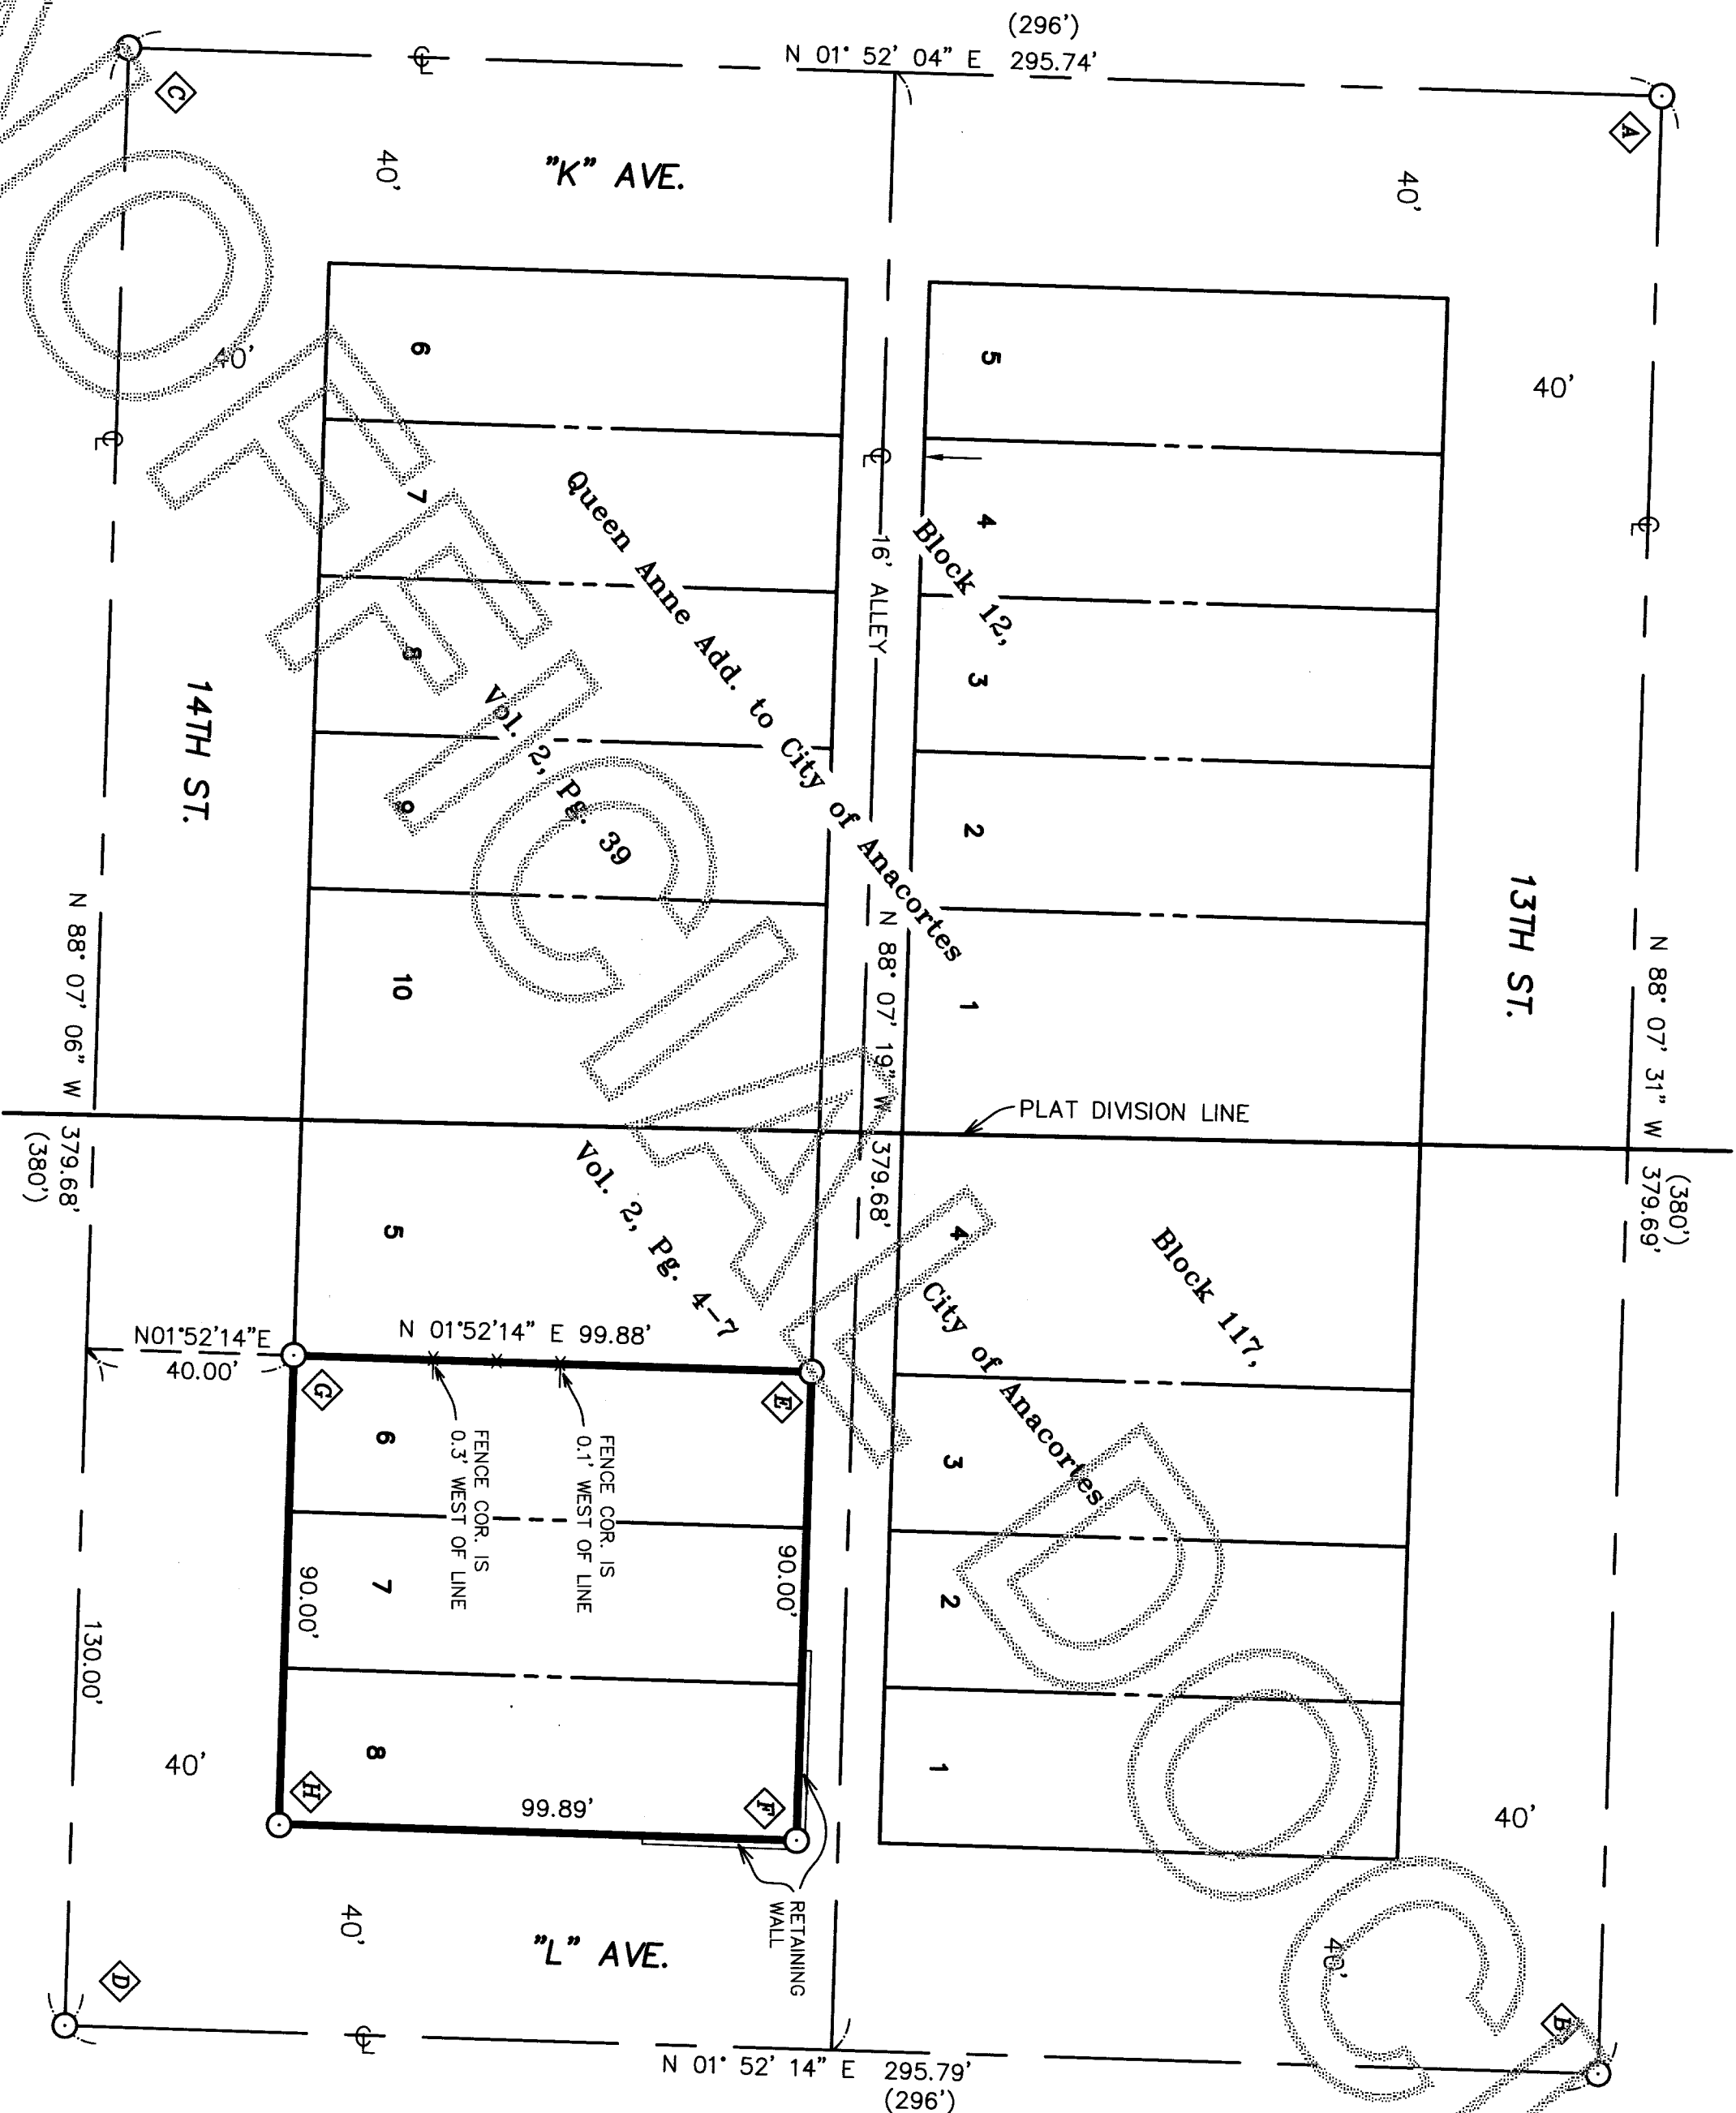 (296')
N 01° 52' 04" E 295.74'
C
A
"K" AVE.
40'
40'
40'
40'
6
5
7
4
8
3
9
2
10
1
Queen Anne Add. to City of Anacortes
Block 12,
Vol. 2, Pg. 39
16' ALLEY
14TH ST.
13TH ST.
N 88° 07' 06" W 379.68'
(380')
N 88° 07' 19" W 379.68'
N 88° 07' 31" W 379.69'
(380')
PLAT DIVISION LINE
Vol. 2, Pg. 4-7
Block 117,
City of Anacortes
5
4
N01°52'14"E
40.00'
N 01°52'14" E 99.88'
G
E
FENCE COR. IS
0.3' WEST OF LINE
FENCE COR. IS
0.1' WEST OF LINE
6
3
7
2
8
1
90.00'
90.00'
130.00'
40'
40'
H
F
99.89'
RETAINING
WALL
40'
40'
"L" AVE.
D
B
N 01° 52' 14" E 295.79'
(296')
OFFICIAL DOC